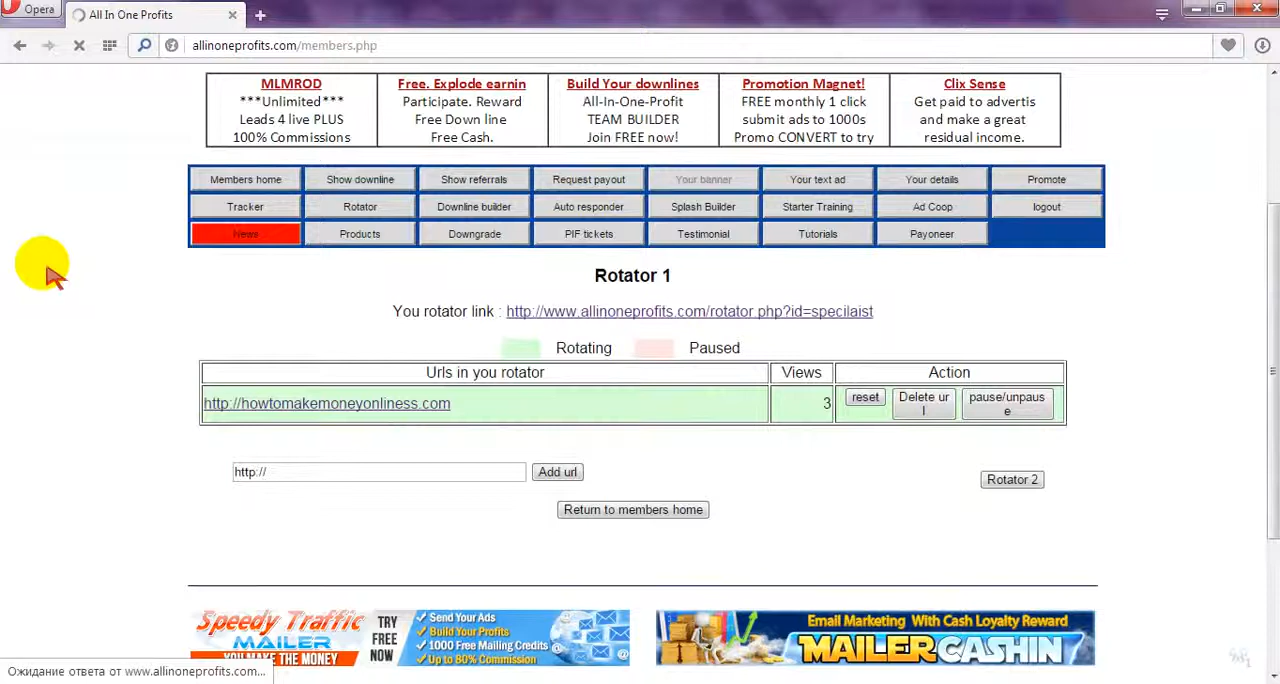 Opera
All In One Profits
allinoneprofits.com/members.php
MLMROD
***Unlimited***
Leads 4 live PLUS
100% Commissions
Free. Explode earnin
Participate. Reward
Free Down line
Free Cash.
Build Your downlines
All-In-One-Profit
TEAM BUILDER
Join FREE now!
Promotion Magnet!
FREE monthly 1 click
submit ads to 1000s
Promo CONVERT to try
Clix Sense
Get paid to advertis
and make a great
residual income.
Members home
Show downline
Show referrals
Request payout
Your banner
Your text ad
Your details
Promote
Tracker
Rotator
Downline builder
Auto responder
Splash Builder
Starter Training
Ad Coop
logout
News
Products
Downgrade
PIF tickets
Testimonial
Tutorials
Payoneer
Rotator 1
You rotator link : http://www.allinoneprofits.com/rotator.php?id=specilaist
Rotating
Paused
Urls in you rotator
Views
Action
http://howtomakemoneyonliness.com
3
reset
Delete ur
l
pause/unpaus
e
http://
Add url
Rotator 2
Return to members home
Speedy Traffic
MAILER
YOU MAKE THE MONEY
TRY
FREE
NOW
Send Your Ads
Build Your Profits
1000 Free Mailing Credits
Up to 80% Commission
Email Marketing With Cash Loyalty Reward
MAILERCASHIN
Ожидание ответа от www.allinoneprofits.com...